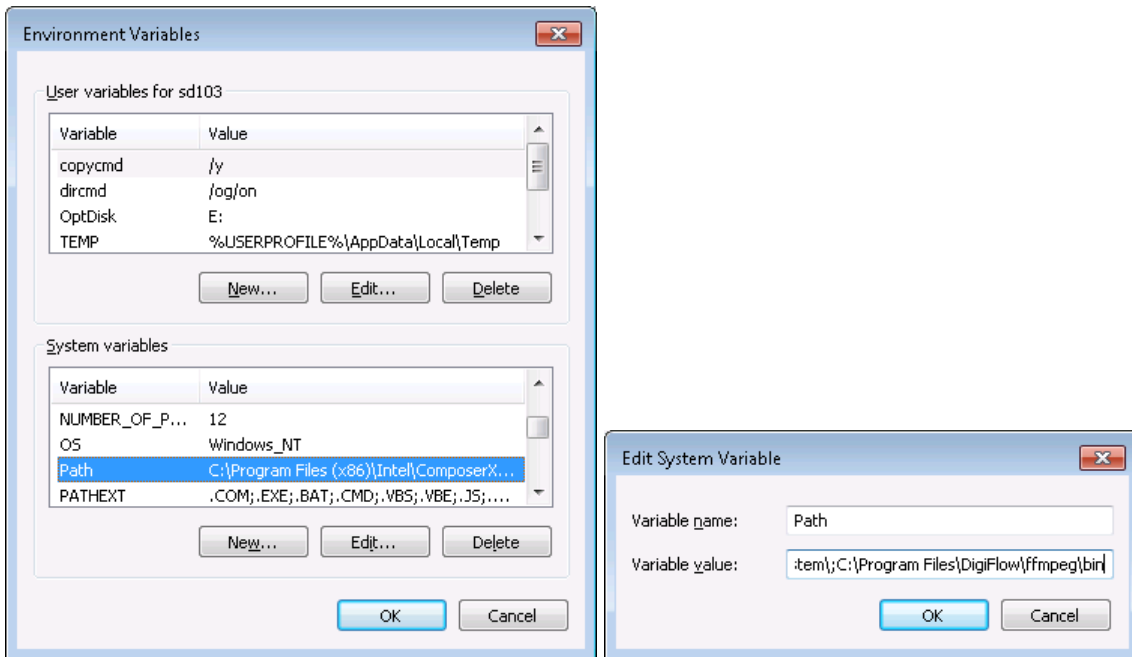 Environment Variables
User variables for sd103
Variable Value
copycmd /y
dircmd /og/on
OptDisk E:
TEMP %USERPROFILE%\AppData\Local\Temp
New... Edit... Delete
System variables
Variable Value
NUMBER_OF_P... 12
OS Windows_NT
Path C:\Program Files (x86)\Intel\ComposerX...
PATHEXT .COM;.EXE;.BAT;.CMD;.VBS;.VBE;.JS;....
New... Edit... Delete
OK Cancel
Edit System Variable
Variable name: Path
Variable value: tem\;C:\Program Files\DigiFlow\ffmpeg\bin
OK Cancel